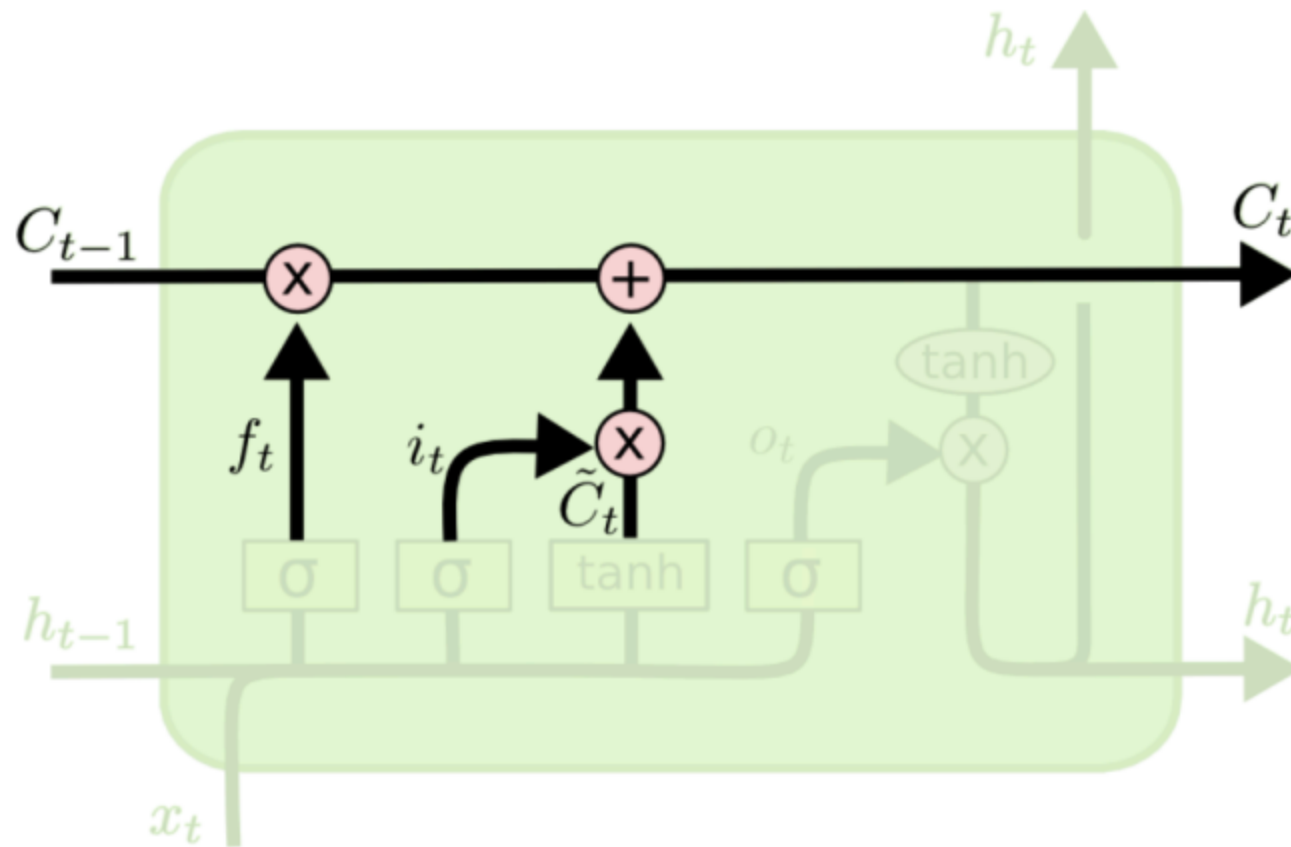 h_t
C_{t-1}
C_t
x
+
tanh
f_t
i_t
x
o_t
x
C̃_t
σ
σ
tanh
σ
h_{t-1}
h_t
x_t